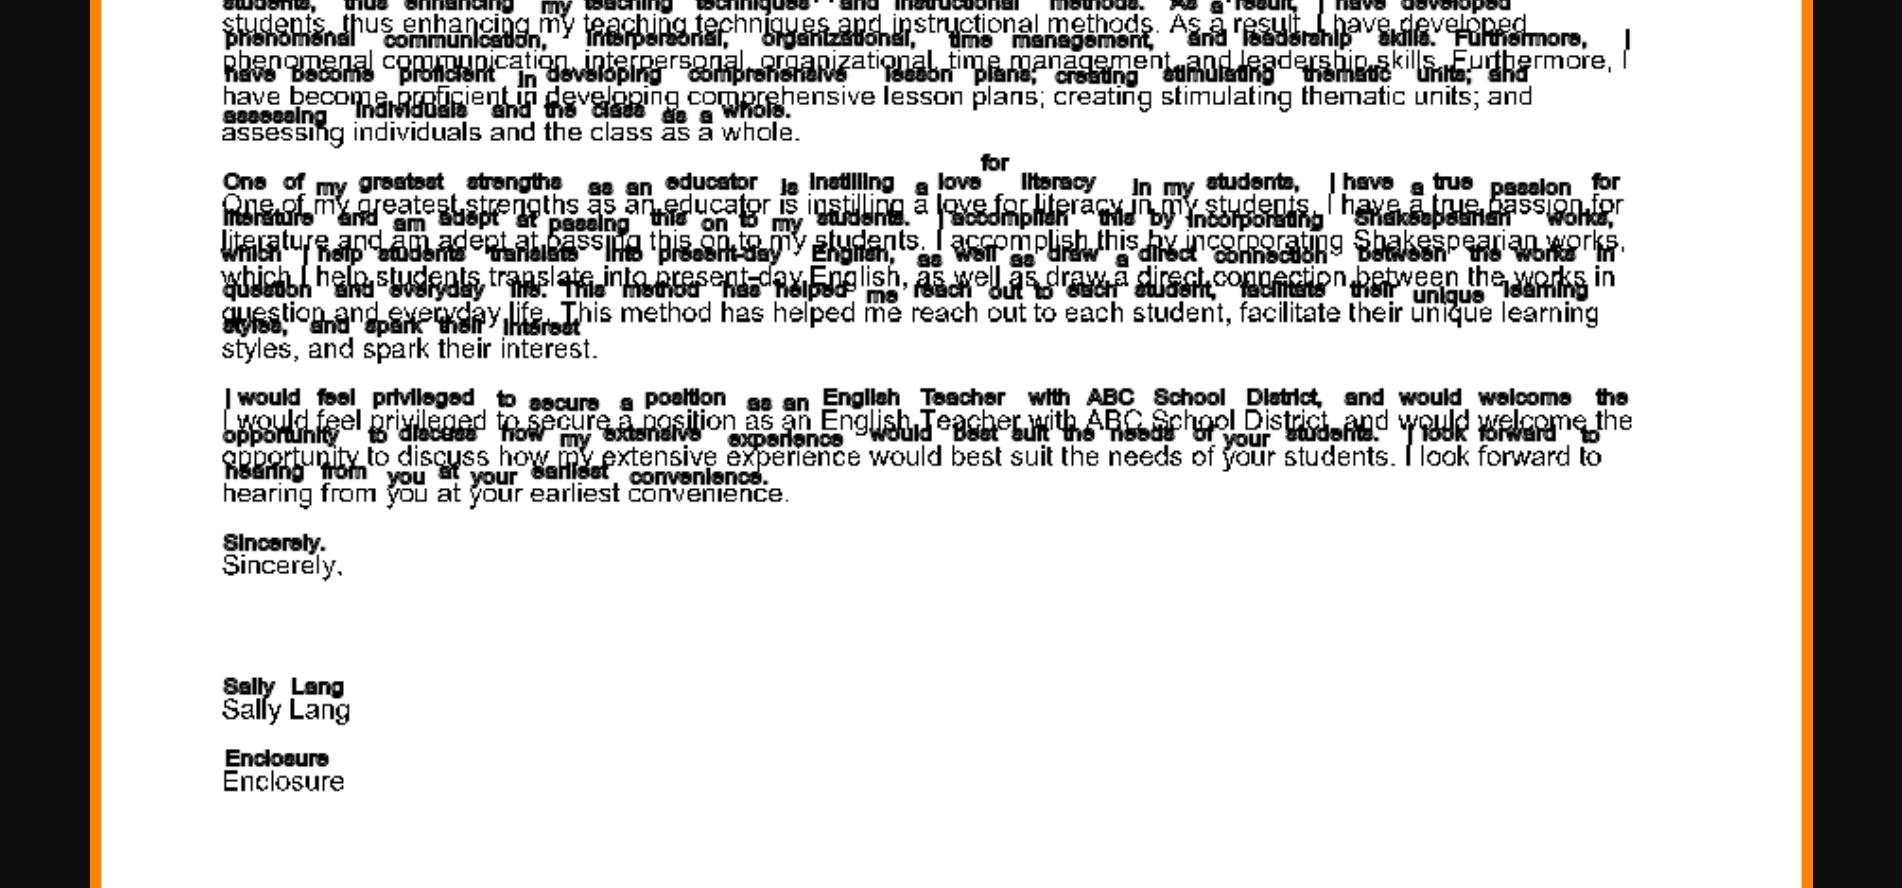 students, thus enhancing my teaching techniques and instructional methods. As a result, I have developed
students, thus enhancing my teaching techniques and instructional methods. As a result, I have developed
phenomenal communication, interpersonal, organizational, time management, and leadership skills. Furthermore, I
phenomenal communication, interpersonal, organizational, time management, and leadership skills. Furthermore, I
have become proficient in developing comprehensive lesson plans; creating stimulating thematic units; and
have become proficient in developing comprehensive lesson plans; creating stimulating thematic units; and
assessing individuals and the class as a whole.
assessing individuals and the class as a whole.
One of my greatest strengths as an educator is instilling a love for literacy in my students, I have a true passion for
One of my greatest strengths as an educator is instilling a love for literacy in my students. I have a true passion for
literature and am adept at passing this on to my students. I accomplish this by incorporating Shakespearian works,
literature and am adept at passing this on to my students. I accomplish this by incorporating Shakespearian works,
which I help students translate into present-day English, as well as draw a direct connection between the works in
which I help students translate into present-day English, as well as draw a direct connection between the works in
question and everyday life. This method has helped me reach out to each student, facilitate their unique learning
question and everyday life. This method has helped me reach out to each student, facilitate their unique learning
styles, and spark their interest
styles, and spark their interest.
I would feel privileged to secure a position as an English Teacher with ABC School District, and would welcome the
I would feel privileged to secure a position as an English Teacher with ABC School District, and would welcome the
opportunity to discuss how my extensive experience would best suit the needs of your students. I look forward to
opportunity to discuss how my extensive experience would best suit the needs of your students. I look forward to
hearing from you at your earliest convenience.
hearing from you at your earliest convenience.
Sincerely.
Sincerely,
Sally Lang
Sally Lang
Enclosure
Enclosure